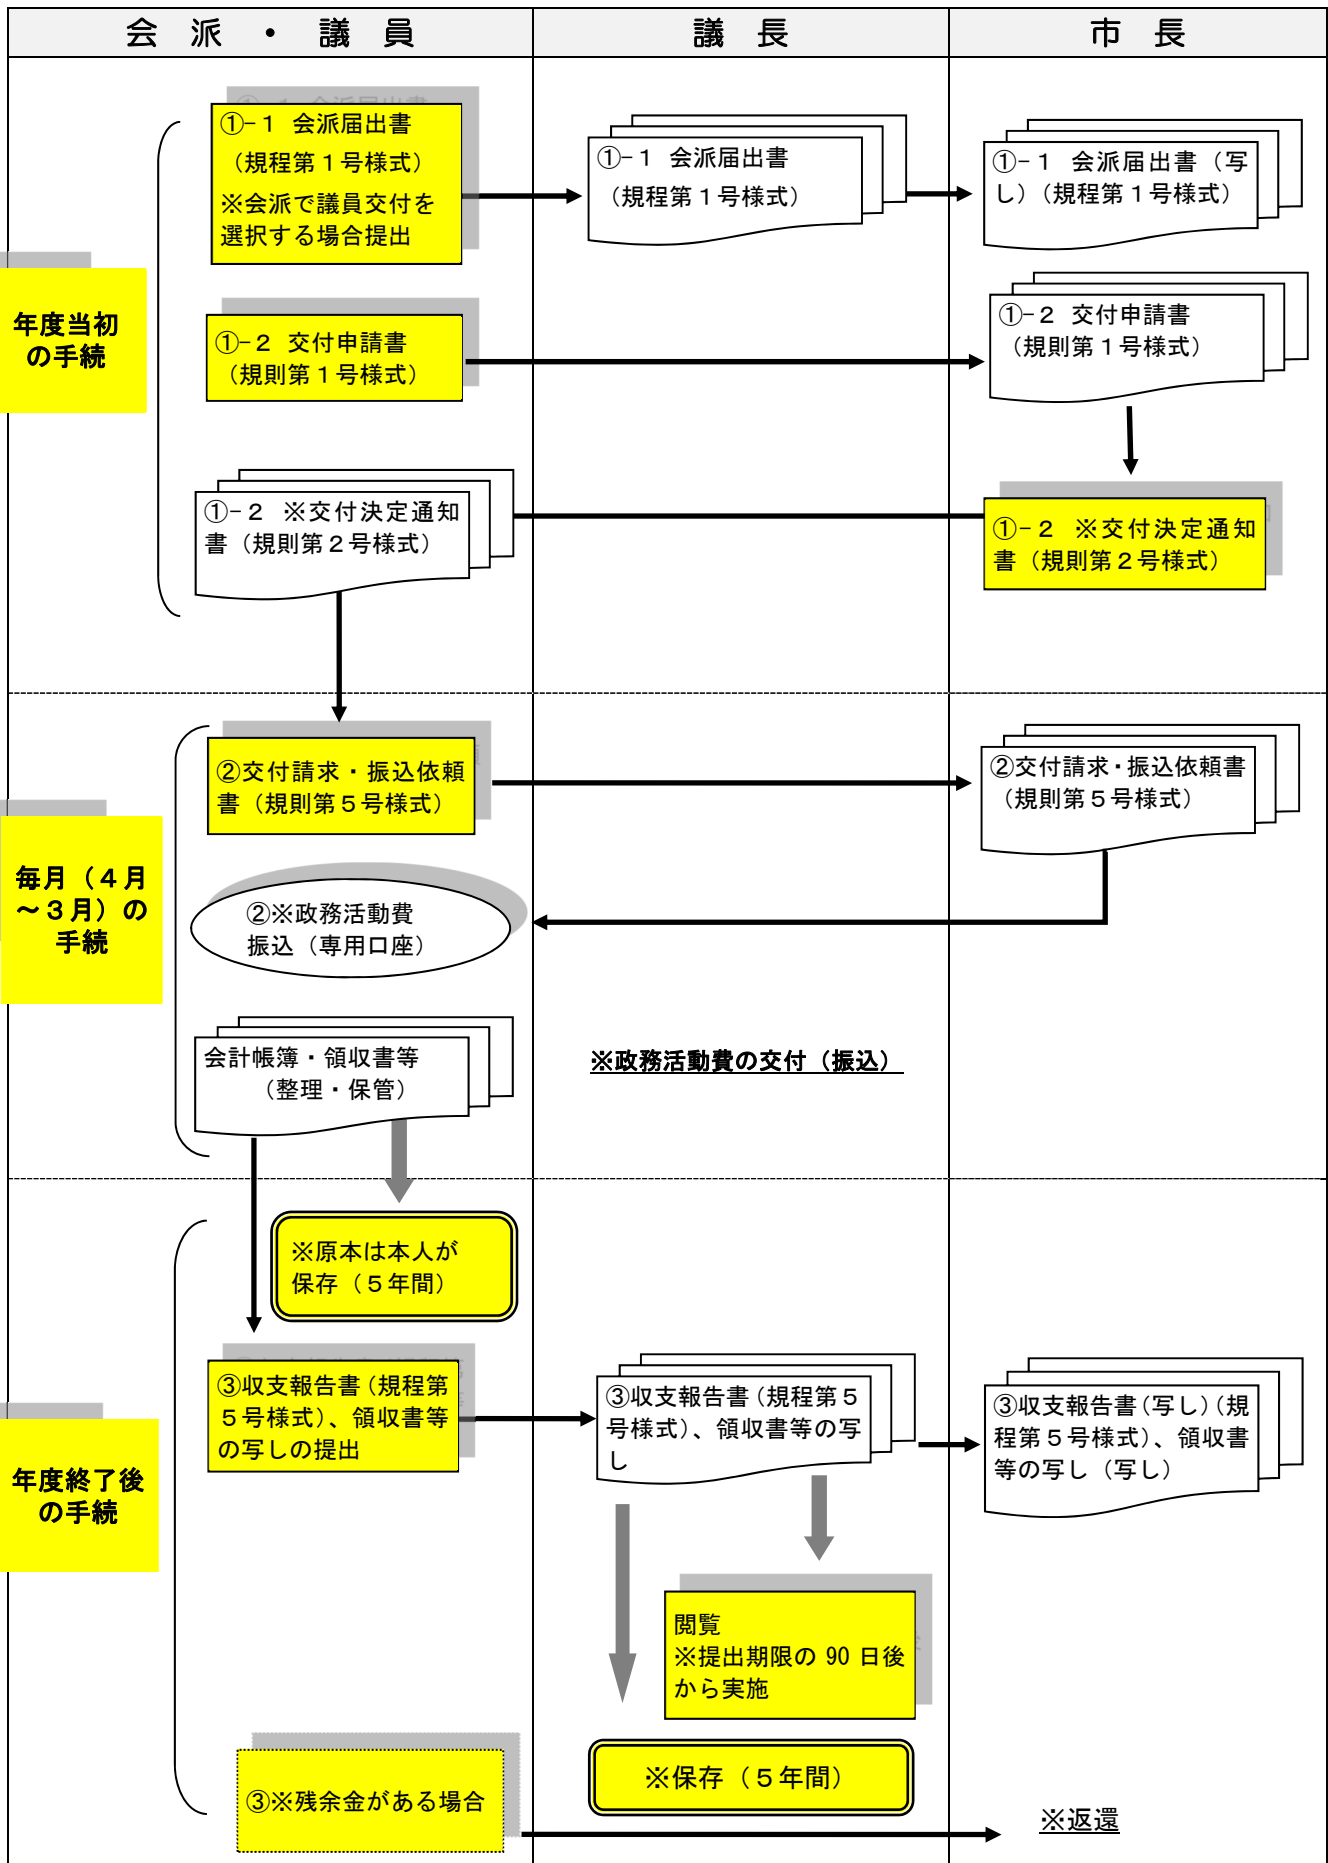 会派・議員
議長
市長
年度当初
の手続
①-1 会派届出書
（規程第１号様式）
※会派で議員交付を
選択する場合提出
①-1 会派届出書
（規程第１号様式）
①-1 会派届出書（写
し）（規程第１号様式）
①-2 交付申請書
（規則第１号様式）
①-2 交付申請書
（規則第１号様式）
①-2 ※交付決定通知
書（規則第２号様式）
①-2 ※交付決定通知
書（規則第２号様式）
毎月（４月
～３月）の
手続
②交付請求・振込依頼
書（規則第５号様式）
②交付請求・振込依頼書
（規則第５号様式）
②※政務活動費
振込（専用口座）
会計帳簿・領収書等
（整理・保管）
※政務活動費の交付（振込）
※原本は本人が
保存（５年間）
年度終了後
の手続
③収支報告書（規程第
５号様式）、領収書等
の写しの提出
③収支報告書（規程第５
号様式）、領収書等の写
し
③収支報告書（写し）（規
程第５号様式）、領収書
等の写し（写し）
閲覧
※提出期限の 90 日後
から実施
※保存（５年間）
③※残余金がある場合
※返還